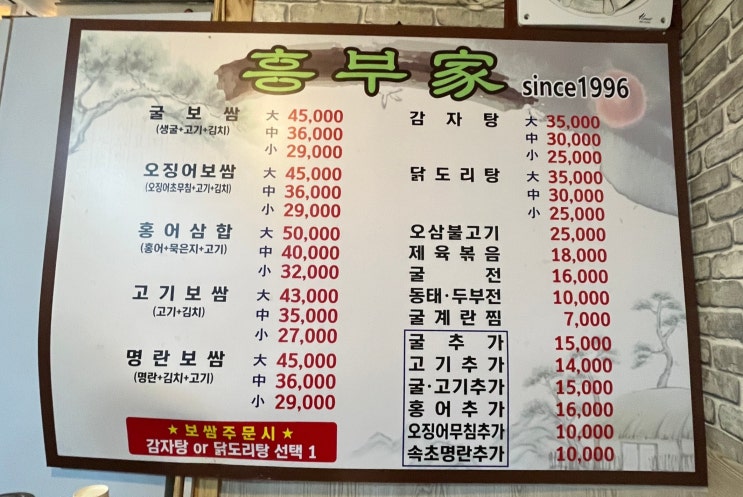 흥부家 since1996
굴보쌈 大 45,000
(생굴+고기+김치) 中 36,000
小 29,000
오징어보쌈 大 45,000
(오징어초무침+고기+김치) 中 36,000
小 29,000
홍어삼합 大 50,000
(홍어+묵은지+고기) 中 40,000
小 32,000
고기보쌈 大 43,000
(고기+김치) 中 35,000
小 27,000
명란보쌈 大 45,000
(명란+김치+고기) 中 36,000
小 29,000
★보쌈주문시★
감자탕 or 닭도리탕 선택 1
감자탕 大 35,000
中 30,000
小 25,000
닭도리탕 大 35,000
中 30,000
小 25,000
오삼불고기 25,000
제육볶음 18,000
굴전 16,000
동태·두부전 10,000
굴계란찜 7,000
굴추가 15,000
고기추가 14,000
굴·고기추가 15,000
홍어추가 16,000
오징어무침추가 10,000
속초명란추가 10,000